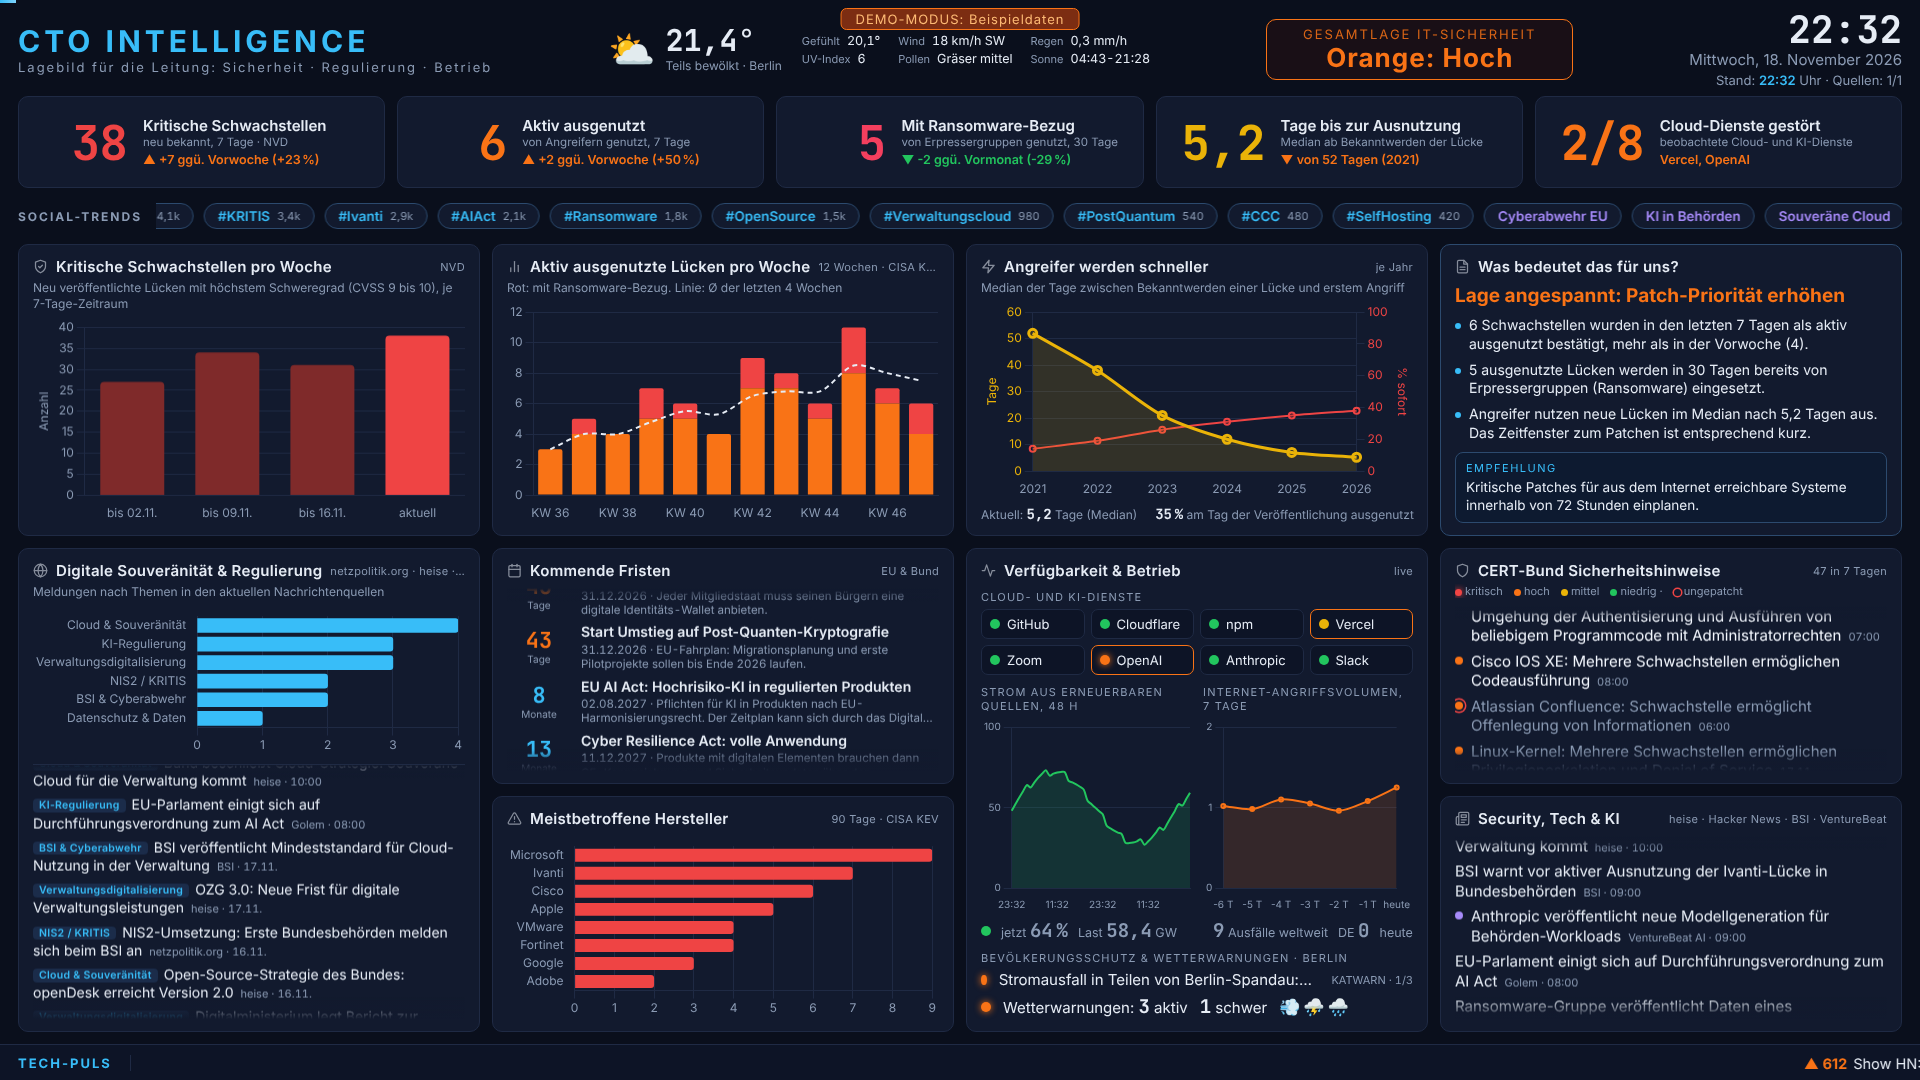 CTO INTELLIGENCE
Lagebild für die Leitung: Sicherheit · Regulierung · Betrieb
21,4°
Teils bewölkt · Berlin
DEMO-MODUS: Beispieldaten
Gefühlt 20,1° Wind 18 km/h SW Regen 0,3 mm/h
UV-Index 6 Pollen Gräser mittel Sonne 04:43-21:28
GESAMTLAGE IT-SICHERHEIT
Orange: Hoch
22:32
Mittwoch, 18. November 2026
Stand: 22:32 Uhr · Quellen: 1/1
38
Kritische Schwachstellen
neu bekannt, 7 Tage · NVD
▲ +7 ggü. Vorwoche (+23 %)
6
Aktiv ausgenutzt
von Angreifern genutzt, 7 Tage
▲ +2 ggü. Vorwoche (+50 %)
5
Mit Ransomware-Bezug
von Erpressergruppen genutzt, 30 Tage
▼ -2 ggü. Vormonat (-29 %)
5,2
Tage bis zur Ausnutzung
Median ab Bekanntwerden der Lücke
▼ von 52 Tagen (2021)
2/8
Cloud-Dienste gestört
beobachtete Cloud- und KI-Dienste
Vercel, OpenAI
SOCIAL-TRENDS
4,1k
#KRITIS 3,4k
#Ivanti 2,9k
#AIAct 2,1k
#Ransomware 1,8k
#OpenSource 1,5k
#Verwaltungscloud 980
#PostQuantum 540
#CCC 480
#SelfHosting 420
Cyberabwehr EU
KI in Behörden
Souveräne Cloud
Kritische Schwachstellen pro Woche NVD
Neu veröffentlichte Lücken mit höchstem Schweregrad (CVSS 9 bis 10), je
7-Tage-Zeitraum
Anzahl
40
35
30
25
20
15
10
5
0
bis 02.11. bis 09.11. bis 16.11. aktuell
Aktiv ausgenutzte Lücken pro Woche 12 Wochen · CISA K...
Rot: mit Ransomware-Bezug. Linie: Ø der letzten 4 Wochen
12
10
8
6
4
2
0
KW 36 KW 38 KW 40 KW 42 KW 44 KW 46
Angreifer werden schneller je Jahr
Median der Tage zwischen Bekanntwerden einer Lücke und erstem Angriff
Tage
60
50
40
30
20
10
0
% sofort
100
80
60
40
20
0
2021 2022 2023 2024 2025 2026
Aktuell: 5,2 Tage (Median) 35 % am Tag der Veröffentlichung ausgenutzt
Was bedeutet das für uns?
Lage angespannt: Patch-Priorität erhöhen
6 Schwachstellen wurden in den letzten 7 Tagen als aktiv
ausgenutzt bestätigt, mehr als in der Vorwoche (4).
5 ausgenutzte Lücken werden in 30 Tagen bereits von
Erpressergruppen (Ransomware) eingesetzt.
Angreifer nutzen neue Lücken im Median nach 5,2 Tagen aus.
Das Zeitfenster zum Patchen ist entsprechend kurz.
EMPFEHLUNG
Kritische Patches für aus dem Internet erreichbare Systeme
innerhalb von 72 Stunden einplanen.
Digitale Souveränität & Regulierung netzpolitik.org · heise ·...
Meldungen nach Themen in den aktuellen Nachrichtenquellen
Cloud & Souveränität
KI-Regulierung
Verwaltungsdigitalisierung
NIS2 / KRITIS
BSI & Cyberabwehr
Datenschutz & Daten
0 1 2 3 4
Cloud für die Verwaltung kommt heise · 10:00
KI-Regulierung EU-Parlament einigt sich auf
Durchführungsverordnung zum AI Act Golem · 08:00
BSI & Cyberabwehr BSI veröffentlicht Mindeststandard für Cloud-
Nutzung in der Verwaltung BSI · 17.11.
Verwaltungsdigitalisierung OZG 3.0: Neue Frist für digitale
Verwaltungsleistungen heise · 17.11.
NIS2 / KRITIS NIS2-Umsetzung: Erste Bundesbehörden melden
sich beim BSI an netzpolitik.org · 16.11.
Cloud & Souveränität Open-Source-Strategie des Bundes:
openDesk erreicht Version 2.0 heise · 16.11.
Verwaltungsdigitalisierung Digitalministerium legt Bericht zur
Kommende Fristen EU & Bund
Tage
31.12.2026 · Jeder Mitgliedstaat muss seinen Bürgern eine
digitale Identitäts-Wallet anbieten.
43
Tage
Start Umstieg auf Post-Quanten-Kryptografie
31.12.2026 · EU-Fahrplan: Migrationsplanung und erste
Pilotprojekte sollen bis Ende 2026 laufen.
8
Monate
EU AI Act: Hochrisiko-KI in regulierten Produkten
02.08.2027 · Pflichten für KI in Produkten nach EU-
Harmonisierungsrecht. Der Zeitplan kann sich durch das Digital...
13
Monate
Cyber Resilience Act: volle Anwendung
11.12.2027 · Produkte mit digitalen Elementen brauchen dann
Meistbetroffene Hersteller 90 Tage · CISA KEV
Microsoft
Ivanti
Cisco
Apple
VMware
Fortinet
Google
Adobe
0 1 2 3 4 5 6 7 8 9
Verfügbarkeit & Betrieb live
CLOUD- UND KI-DIENSTE
GitHub Cloudflare npm Vercel
Zoom OpenAI Anthropic Slack
STROM AUS ERNEUERBAREN
QUELLEN, 48 H
100
50
0
23:32 11:32 23:32 11:32
INTERNET-ANGRIFFSVOLUMEN,
7 TAGE
2
1
0
-6 T -5 T -4 T -3 T -2 T -1 T heute
jetzt 64 % Last 58,4 GW
9 Ausfälle weltweit DE 0 heute
BEVÖLKERUNGSSCHUTZ & WETTERWARNUNGEN · BERLIN
Stromausfall in Teilen von Berlin-Spandau:... KATWARN · 1/3
Wetterwarnungen: 3 aktiv 1 schwer
CERT-Bund Sicherheitshinweise 47 in 7 Tagen
kritisch hoch mittel niedrig · ungepatcht
Umgehung der Authentisierung und Ausführen von
beliebigem Programmcode mit Administratorrechten 07:00
Cisco IOS XE: Mehrere Schwachstellen ermöglichen
Codeausführung 08:00
Atlassian Confluence: Schwachstelle ermöglicht
Offenlegung von Informationen 06:00
Linux-Kernel: Mehrere Schwachstellen ermöglichen
Security, Tech & KI heise · Hacker News · BSI · VentureBeat
Verwaltung kommt heise · 10:00
BSI warnt vor aktiver Ausnutzung der Ivanti-Lücke in
Bundesbehörden BSI · 09:00
Anthropic veröffentlicht neue Modellgeneration für
Behörden-Workloads VentureBeat AI · 09:00
EU-Parlament einigt sich auf Durchführungsverordnung zum
AI Act Golem · 08:00
Ransomware-Gruppe veröffentlicht Daten eines
TECH-PULS
▲ 612 Show HN: